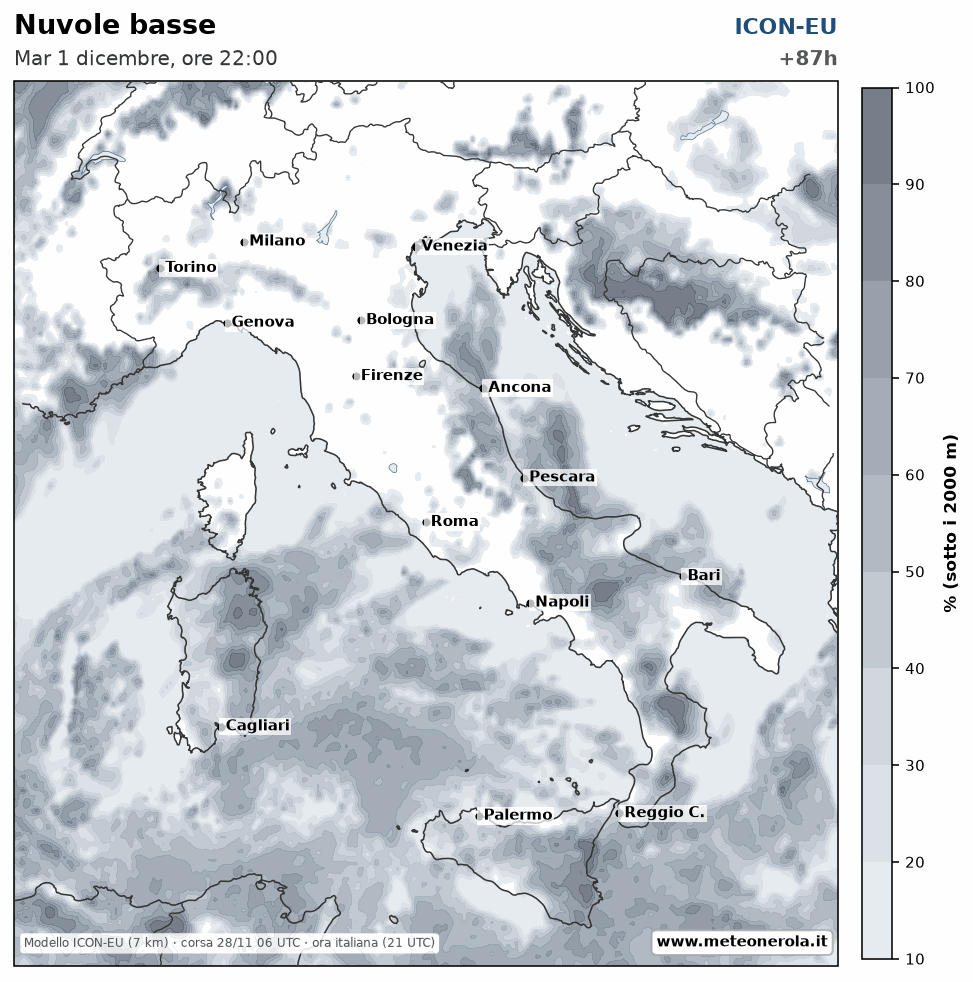 Nuvole basse
ICON-EU
Mar 1 dicembre, ore 22:00
+87h
Milano
Venezia
Torino
Genova
Bologna
Firenze
Ancona
Pescara
Roma
Bari
Napoli
Cagliari
Palermo
Reggio C.
Modello ICON-EU (7 km) · corsa 28/11 06 UTC · ora italiana (21 UTC)
www.meteonerola.it
100
90
80
70
60
50
40
30
20
10
% (sotto i 2000 m)